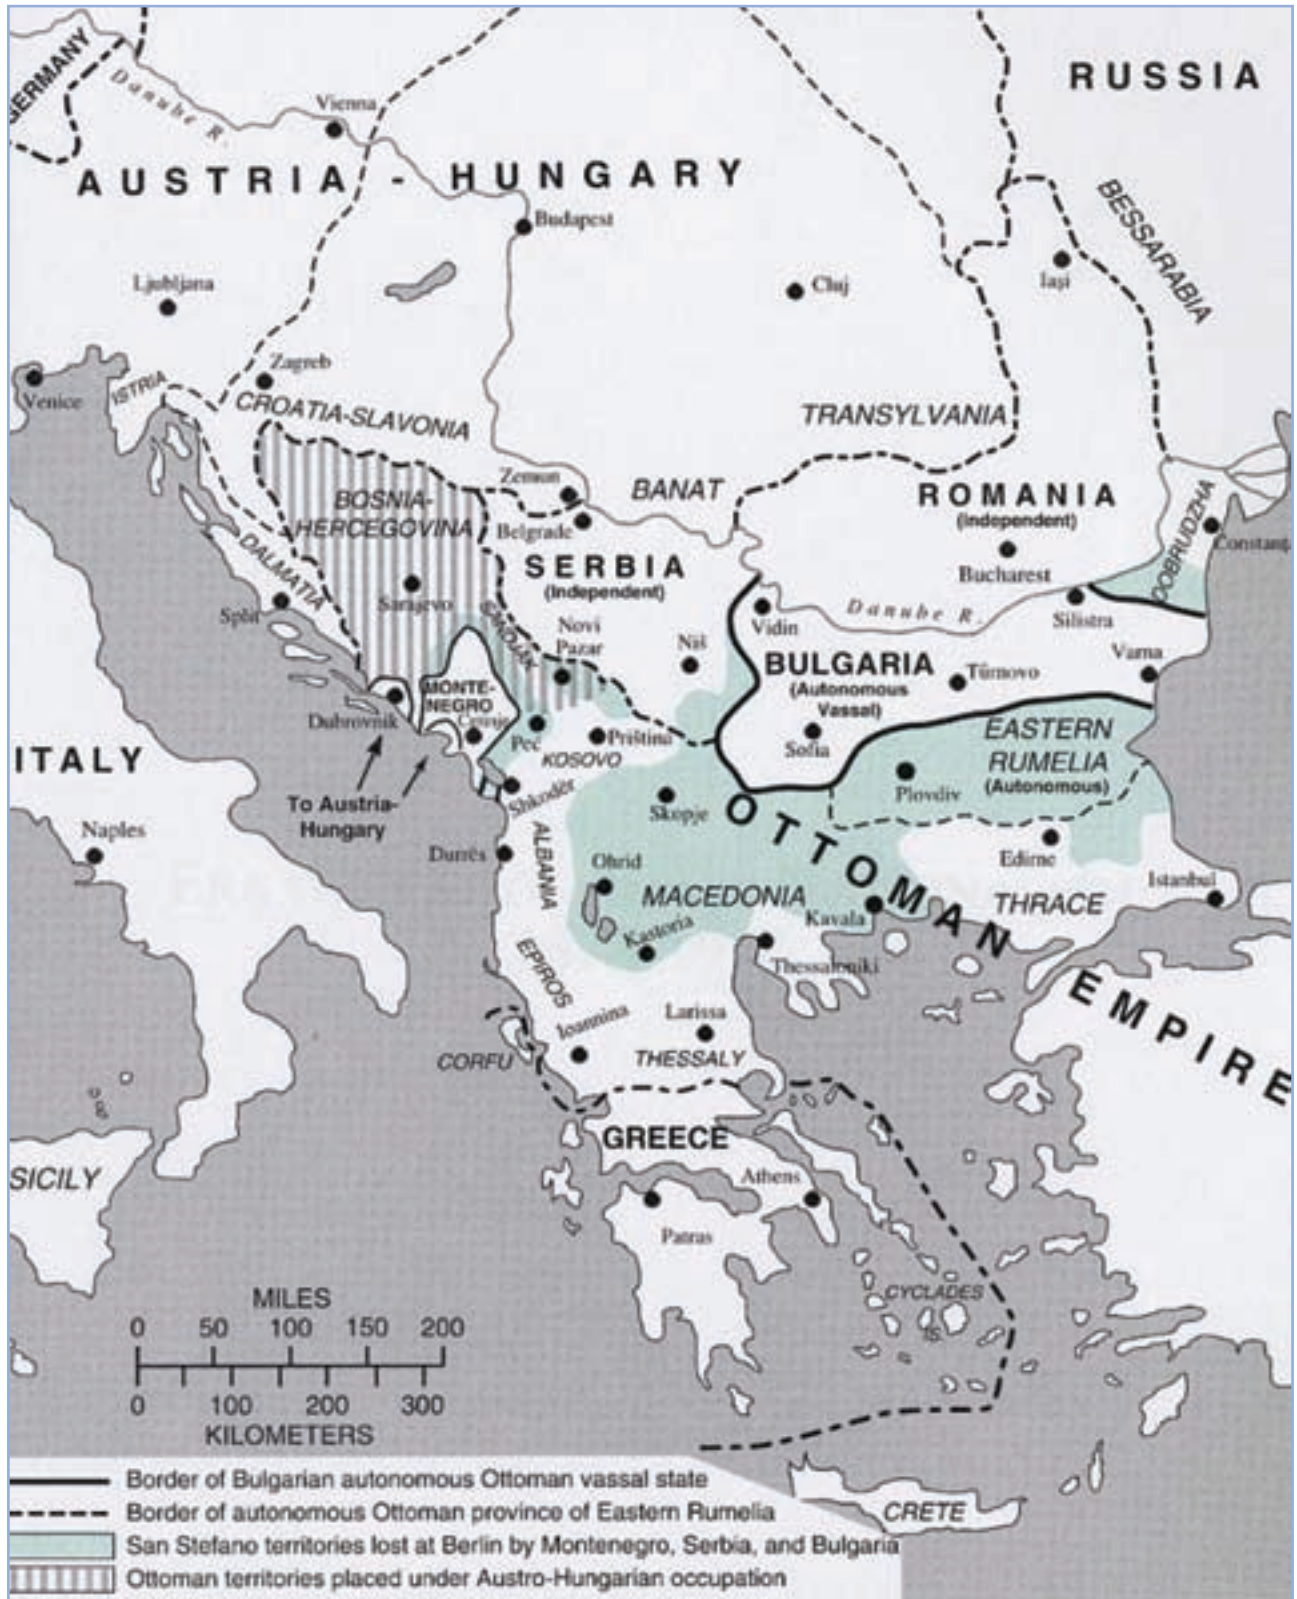 GERMANY
Danube R.
Vienna
RUSSIA
AUSTRIA - HUNGARY
Budapest
BESSARABIA
Ljubljana
Cluj
Iaşi
Zagreb
Venice
ISTRIA
CROATIA-SLAVONIA
TRANSYLVANIA
Zemun
BANAT
BOSNIA-
HERCEGOVINA
Belgrade
ROMANIA
(Independent)
DOBRUDZHA
Constanţ
DALMATIA
SERBIA
(Independent)
Bucharest
Sarajevo
Split
SANDJAK
Novi
Pazar
Niš
Vidin
Danube R.
Silistra
Varna
BULGARIA
(Autonomous
Vassal)
Tûrnovo
MONTE-
NEGRO
Cetinje
Dubrovnik
Peć
Priština
KOSOVO
Sofia
EASTERN
RUMELIA
(Autonomous)
ITALY
To Austria-
Hungary
Shkodër
Skopje
Plovdiv
OTTOMAN EMPIRE
Naples
Durrës
ALBANIA
Ohrid
MACEDONIA
Kastoria
Kavala
Edirne
THRACE
Istanbul
Thessaloniki
EPIROS
Ioannina
Larissa
CORFU
THESSALY
GREECE
SICILY
Athens
Patras
CYCLADES
IS.
MILES
0 50 100 150 200
0 100 200 300
KILOMETERS
CRETE
Border of Bulgarian autonomous Ottoman vassal state
Border of autonomous Ottoman province of Eastern Rumelia
San Stefano territories lost at Berlin by Montenegro, Serbia, and Bulgaria
Ottoman territories placed under Austro-Hungarian occupation